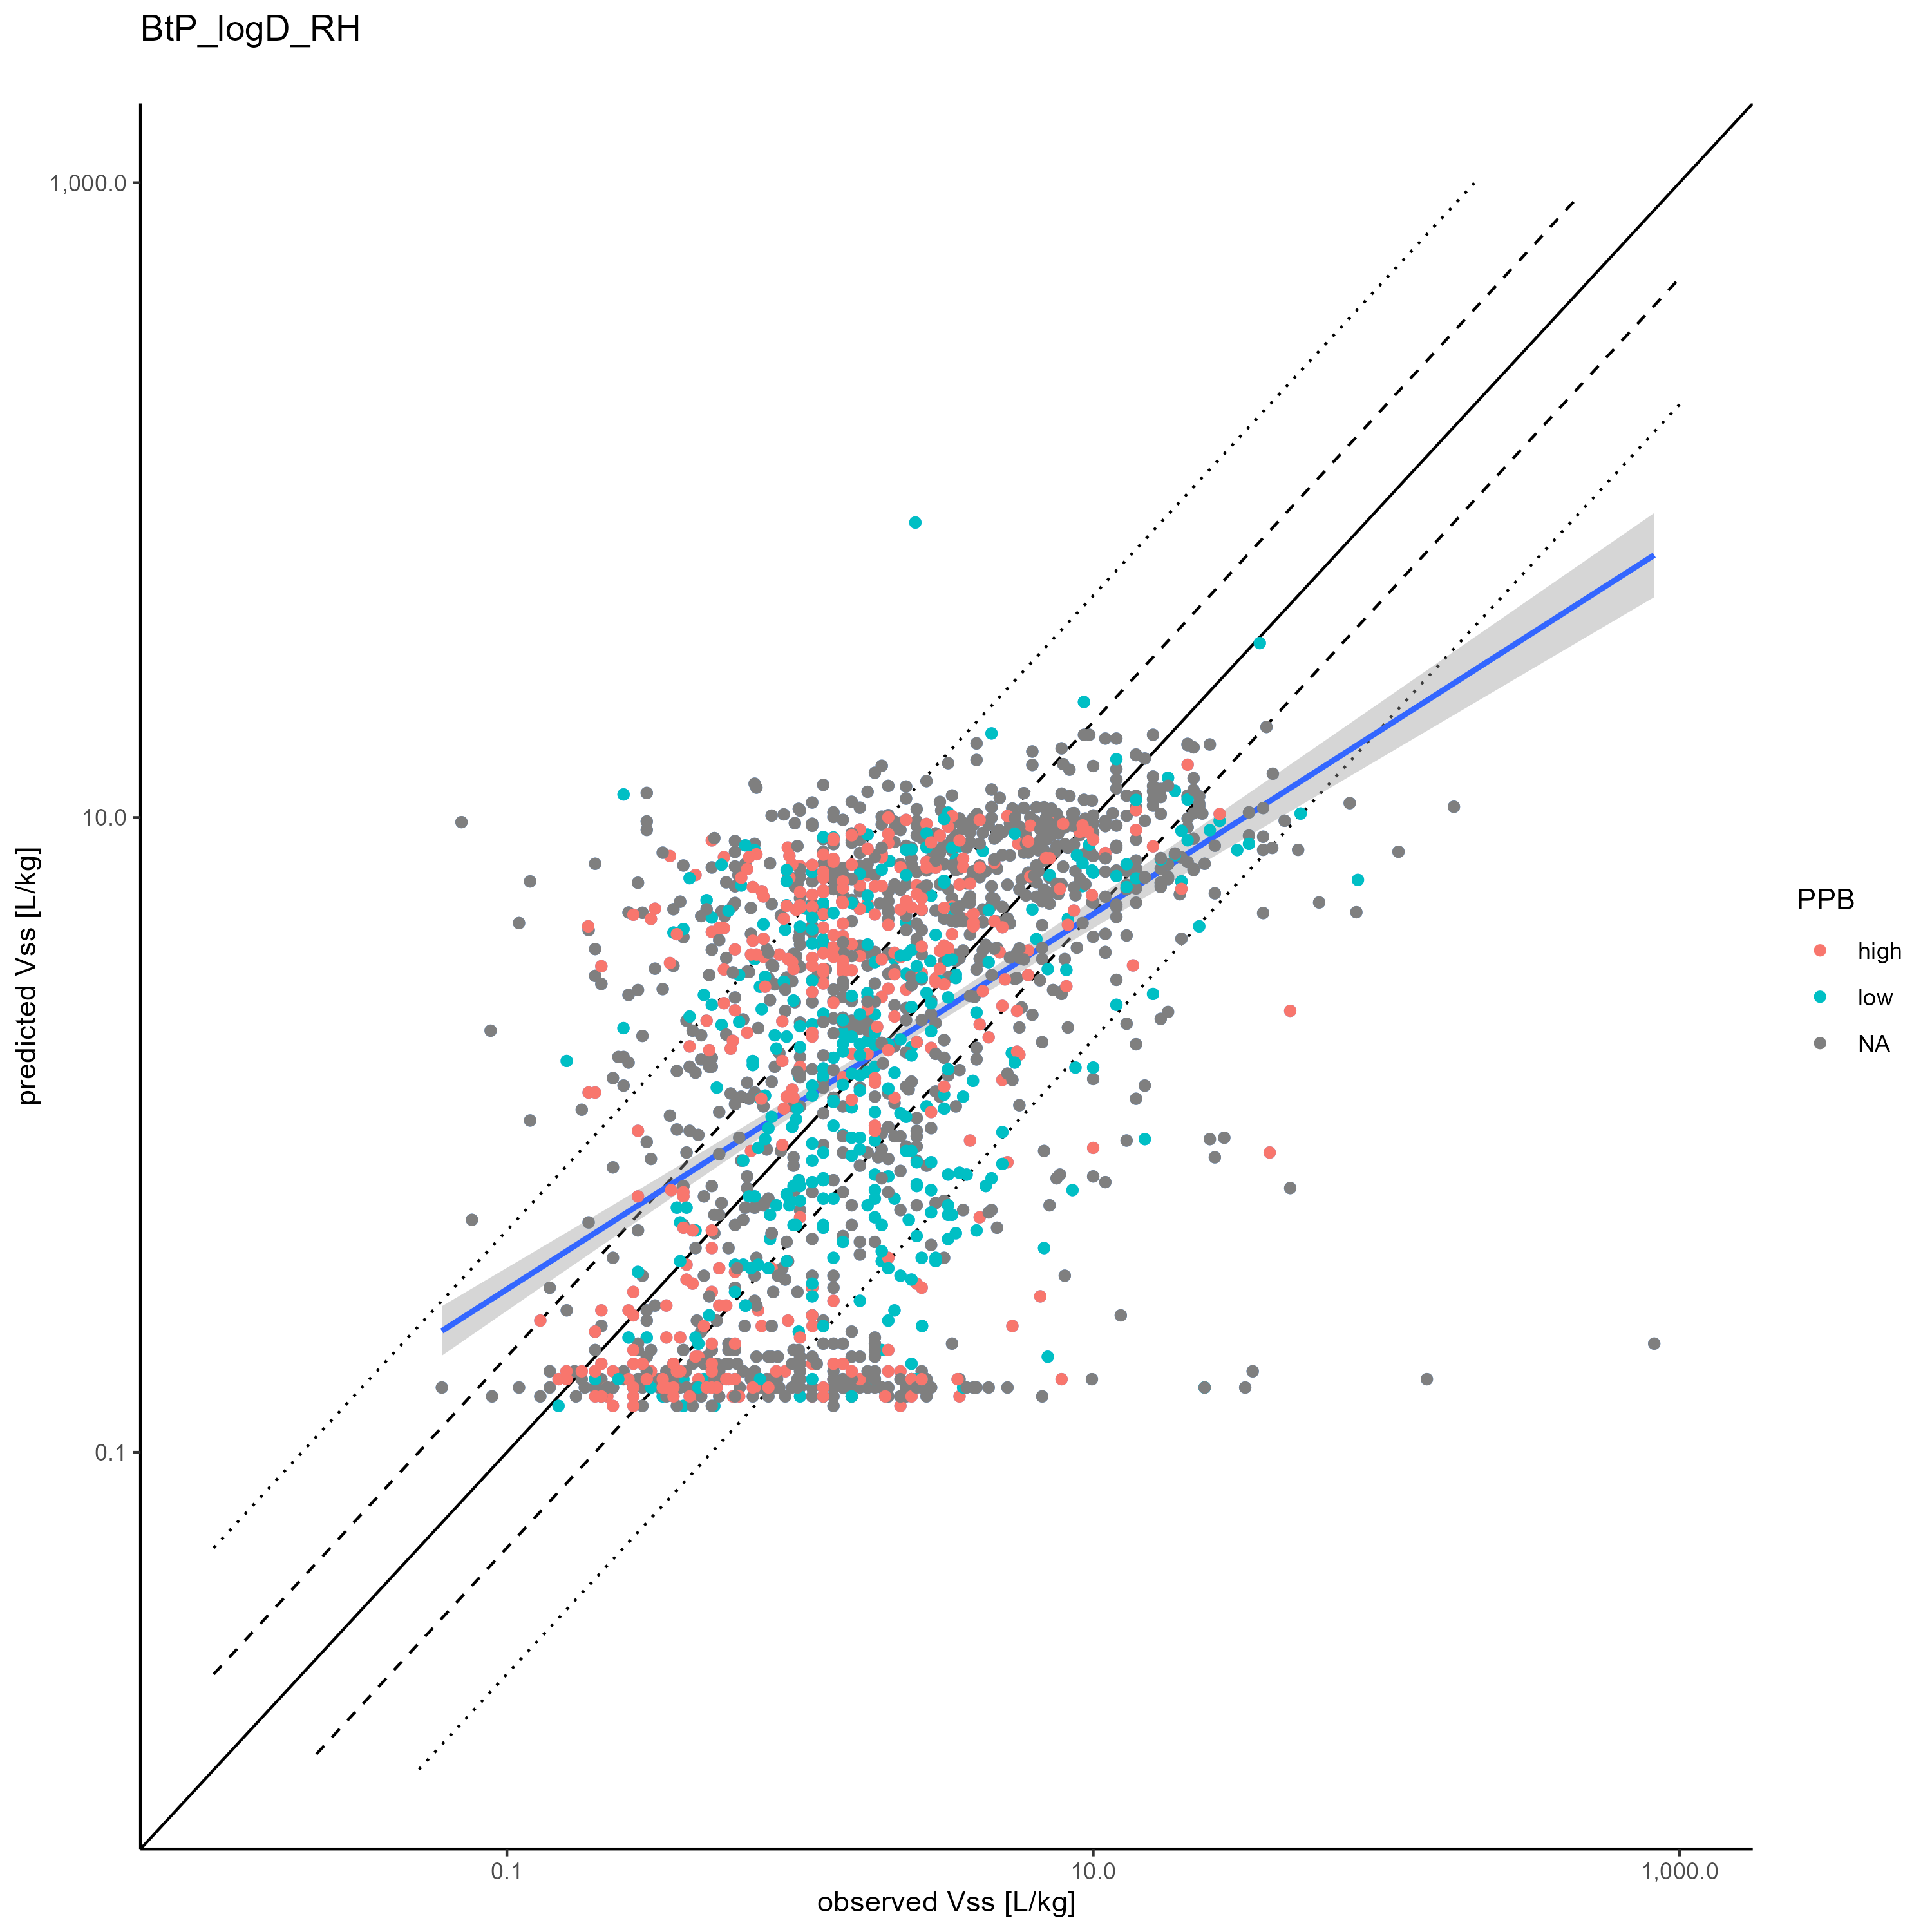 BtP_logD_RH
1,000.0
10.0
0.1
predicted Vss [L/kg]
0.1
10.0
1,000.0
observed Vss [L/kg]
PPB
high
low
NA